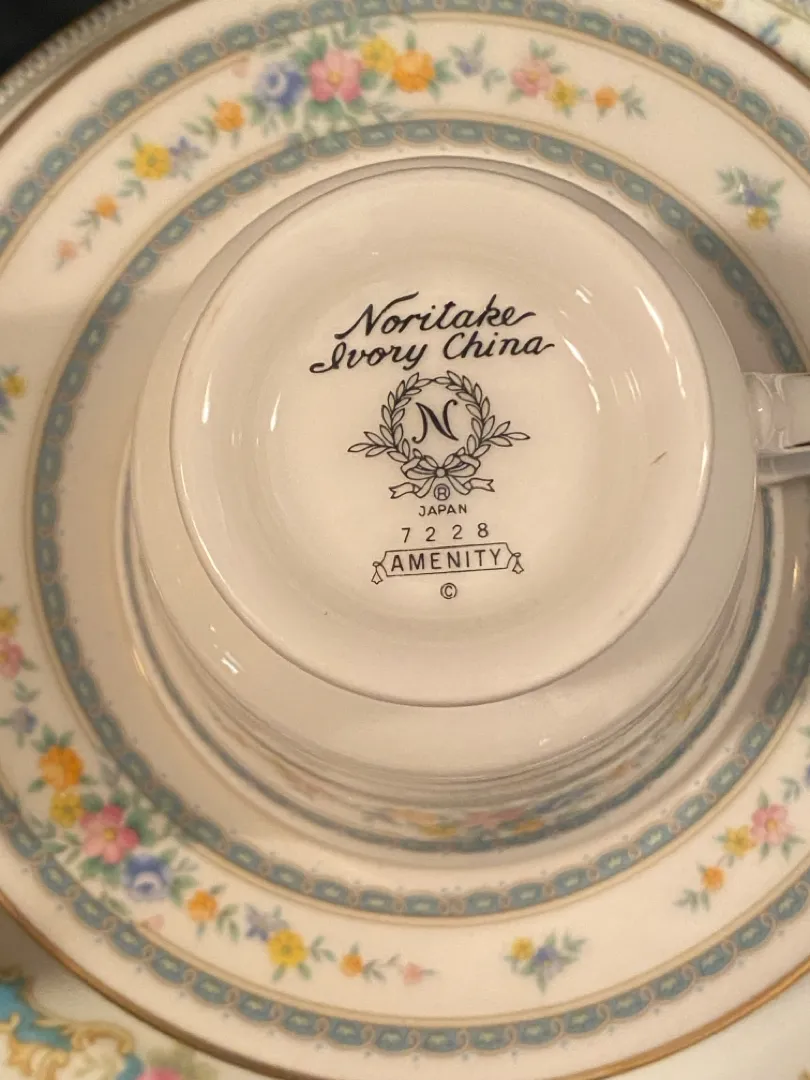 Noritake
Ivory China
N
®
JAPAN
7228
AMENITY
©